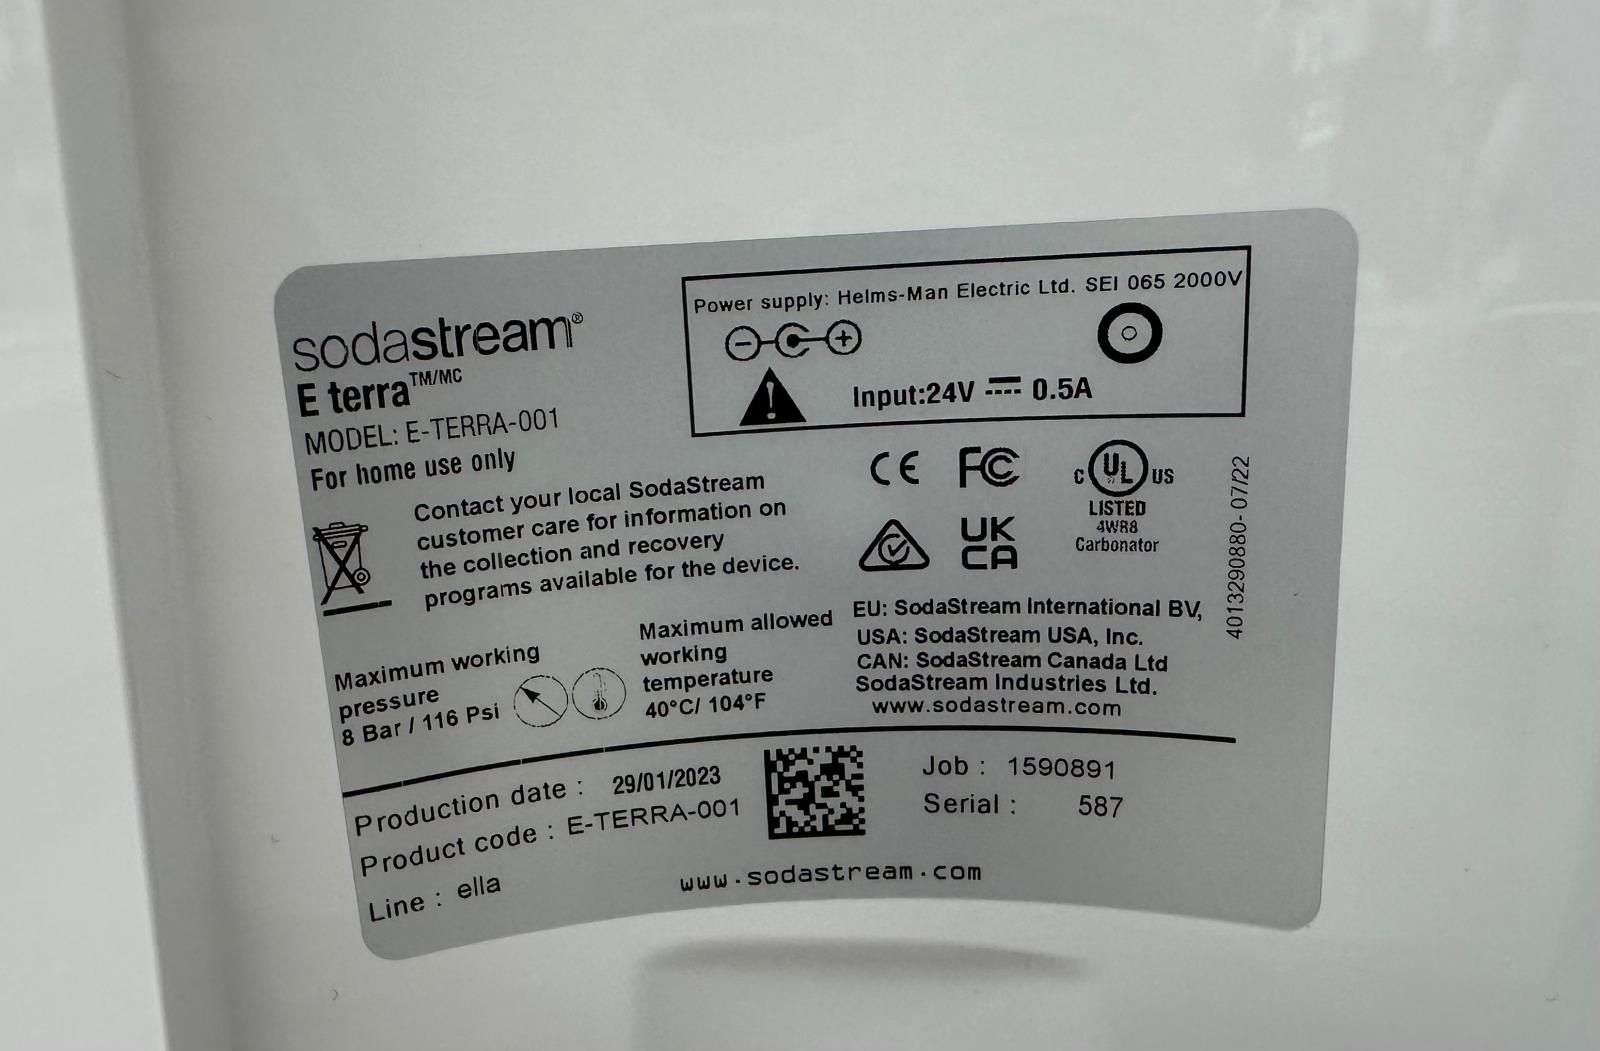 sodastream®
E terra™/MC
MODEL: E-TERRA-001
For home use only
Power supply: Helms-Man Electric Ltd. SEI 065 2000V
Input:24V ⎓ 0.5A
Contact your local SodaStream
customer care for information on
the collection and recovery
programs available for the device.
CE FC C UL US
LISTED
4WR8
Carbonator
UK
CA
Maximum working
pressure
8 Bar / 116 Psi
Maximum allowed
working
temperature
40°C/ 104°F
EU: SodaStream International BV,
USA: SodaStream USA, Inc.
CAN: SodaStream Canada Ltd
SodaStream Industries Ltd.
www.sodastream.com
4013290880- 07/22
Production date : 29/01/2023
Product code : E-TERRA-001
Line : ella
Job : 1590891
Serial : 587
www.sodastream.com